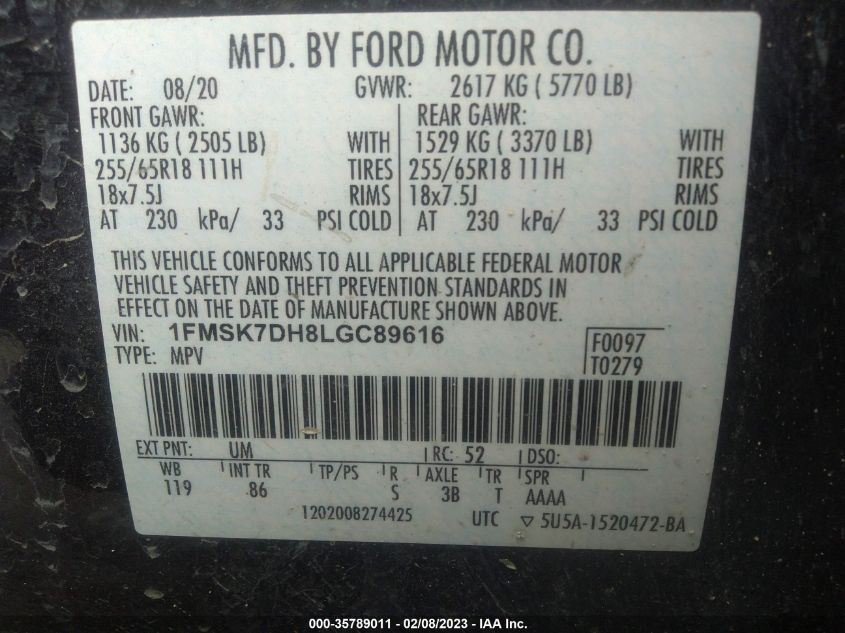 MFD. BY FORD MOTOR CO.
DATE: 08/20 GVWR: 2617 KG ( 5770 LB)
FRONT GAWR: REAR GAWR:
1136 KG ( 2505 LB) WITH 1529 KG ( 3370 LB) WITH
255/65R18 111H TIRES 255/65R18 111H TIRES
18x7.5J RIMS 18x7.5J RIMS
AT 230 kPa/ 33 PSI COLD AT 230 kPa/ 33 PSI COLD
THIS VEHICLE CONFORMS TO ALL APPLICABLE FEDERAL MOTOR
VEHICLE SAFETY AND THEFT PREVENTION STANDARDS IN
EFFECT ON THE DATE OF MANUFACTURE SHOWN ABOVE.
VIN: 1FMSK7DH8LGC89616 F0097
TYPE: MPV T0279
EXT PNT: UM RC: 52 DSO:
WB INT TR TP/PS R AXLE TR SPR
119 86 S 3B T AAAA
1202008274425 UTC ▽ 5U5A-1520472-BA
000-35789011 - 02/08/2023 - IAA Inc.